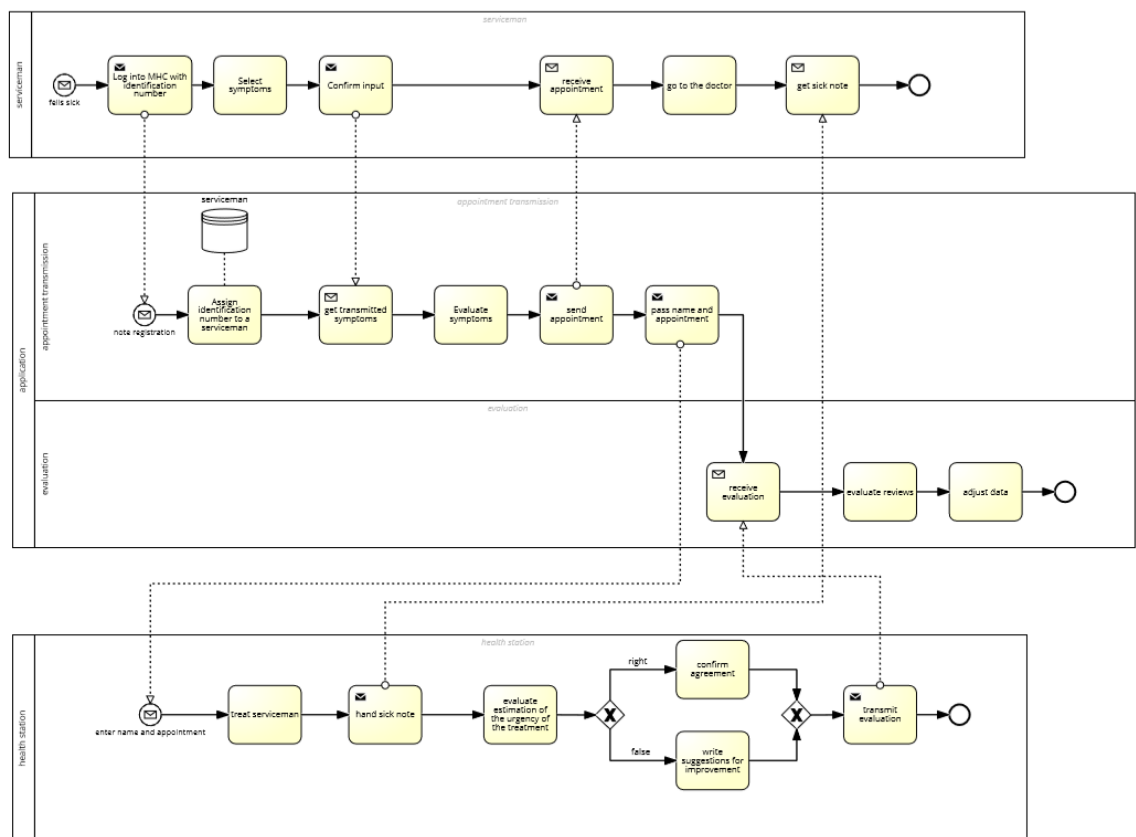 serviceman
serviceman
Log into MHC with
identification
number
Select
symptoms
Confirm input
receive
appointment
go to the doctor
get sick note
fells sick
application
appointment transmission
appointment transmission
serviceman
note registration
Assign
identification
number to a
serviceman
get transmitted
symptoms
Evaluate
symptoms
send
appointment
pass name and
appointment
evaluation
evaluation
receive
evaluation
evaluate reviews
adjust data
health station
health station
enter name and appointment
treat serviceman
hand sick note
evaluate
estimation of
the urgency of
the treatment
right
confirm
agreement
false
write
suggestions for
improvement
transmit
evaluation